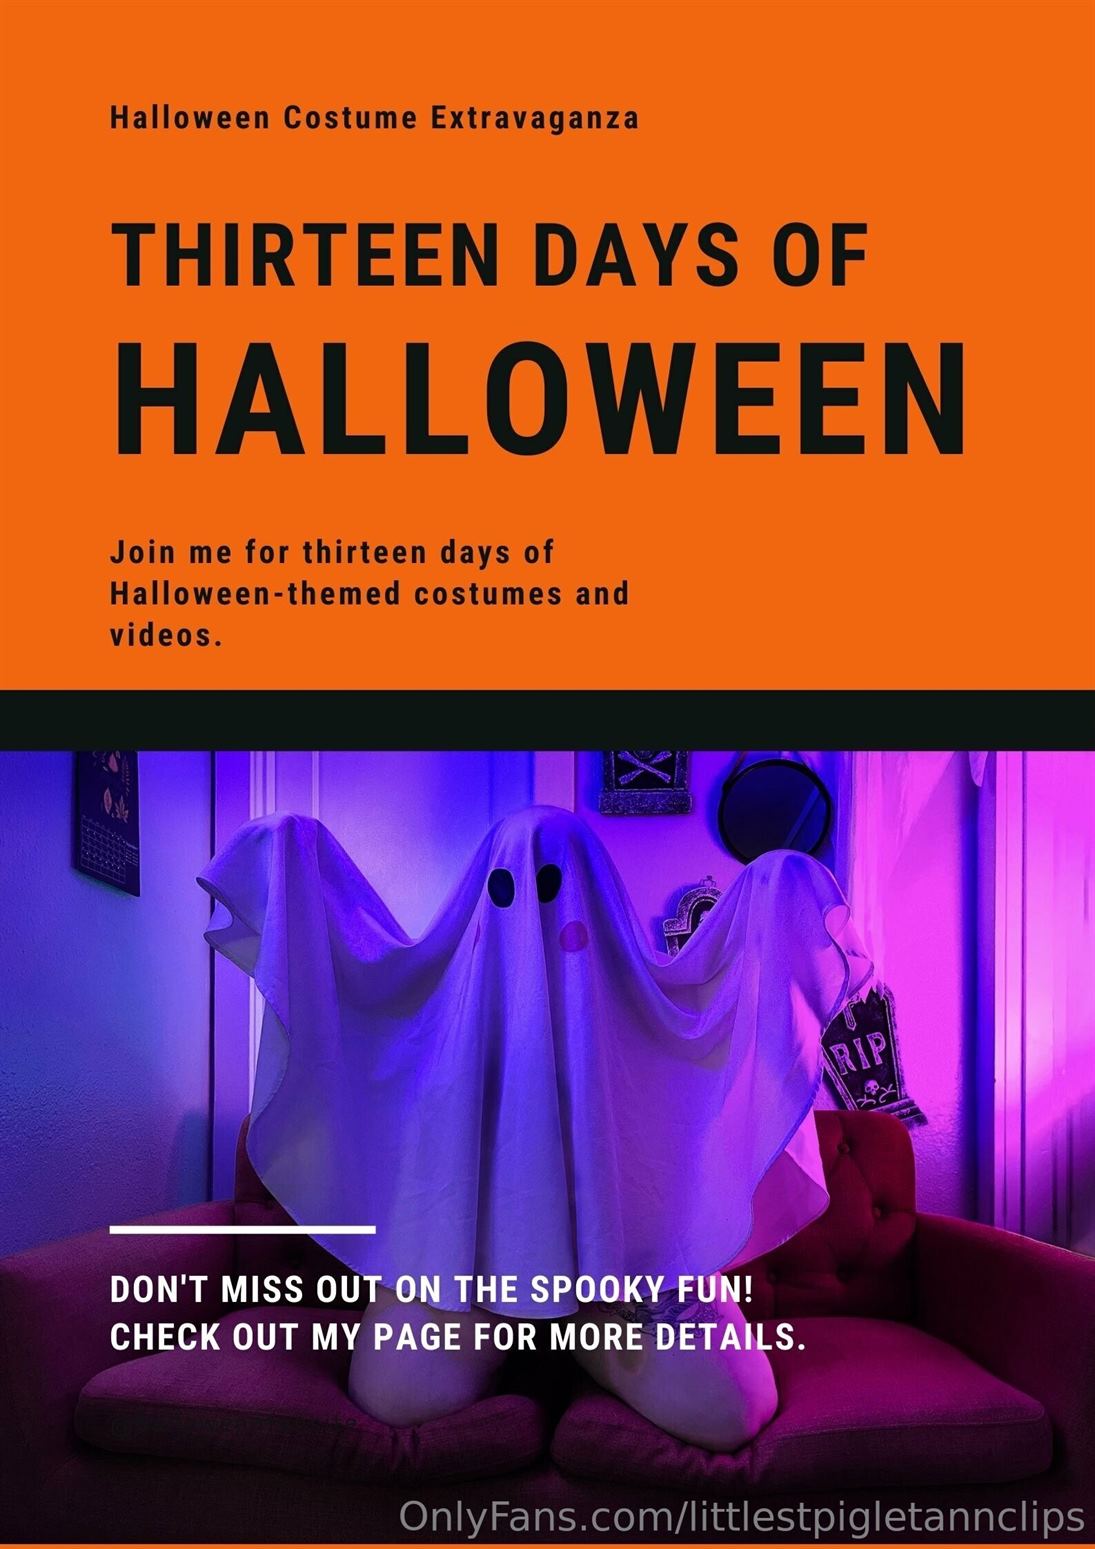 Halloween Costume Extravaganza
THIRTEEN DAYS OF
HALLOWEEN
Join me for thirteen days of
Halloween-themed costumes and
videos.
RIP
DON'T MISS OUT ON THE SPOOKY FUN!
CHECK OUT MY PAGE FOR MORE DETAILS.
OnlyFans.com/littlestpigletannclips